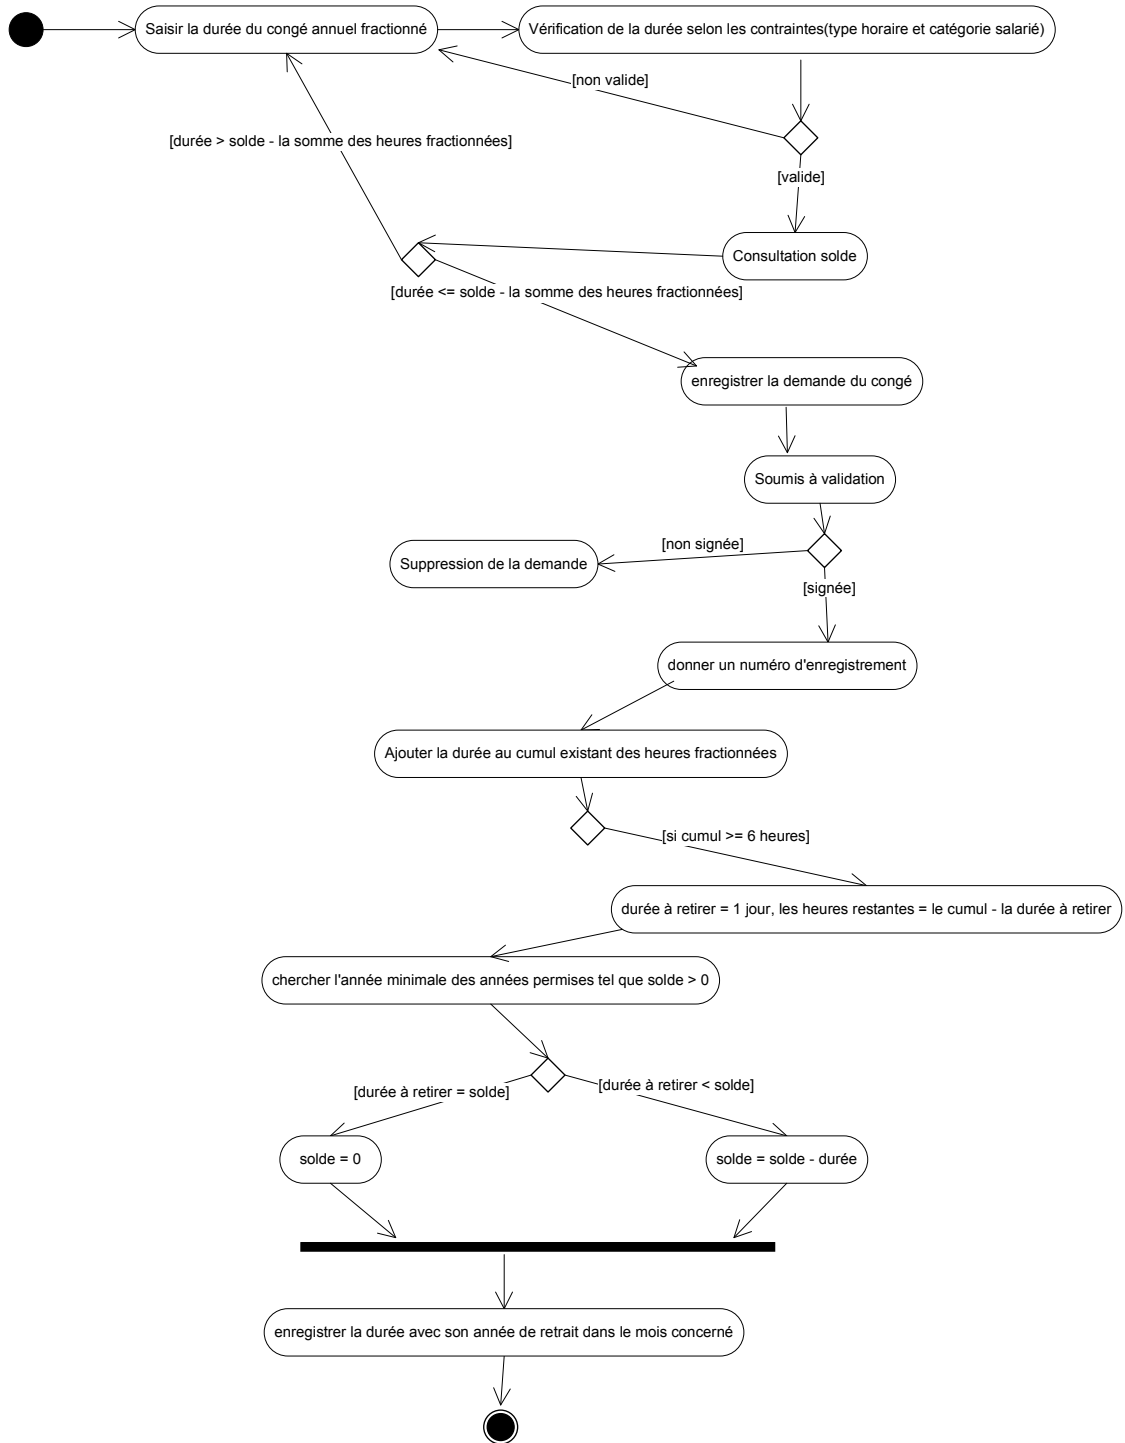 Saisir la durée du congé annuel fractionné
Vérification de la durée selon les contraintes(type horaire et catégorie salarié)
[non valide]
[durée > solde - la somme des heures fractionnées]
[valide]
Consultation solde
[durée <= solde - la somme des heures fractionnées]
enregistrer la demande du congé
Soumis à validation
[non signée]
Suppression de la demande
[signée]
donner un numéro d'enregistrement
Ajouter la durée au cumul existant des heures fractionnées
[si cumul >= 6 heures]
durée à retirer = 1 jour, les heures restantes = le cumul - la durée à retirer
chercher l'année minimale des années permises tel que solde > 0
[durée à retirer = solde]
[durée à retirer < solde]
solde = 0
solde = solde - durée
enregistrer la durée avec son année de retrait dans le mois concerné